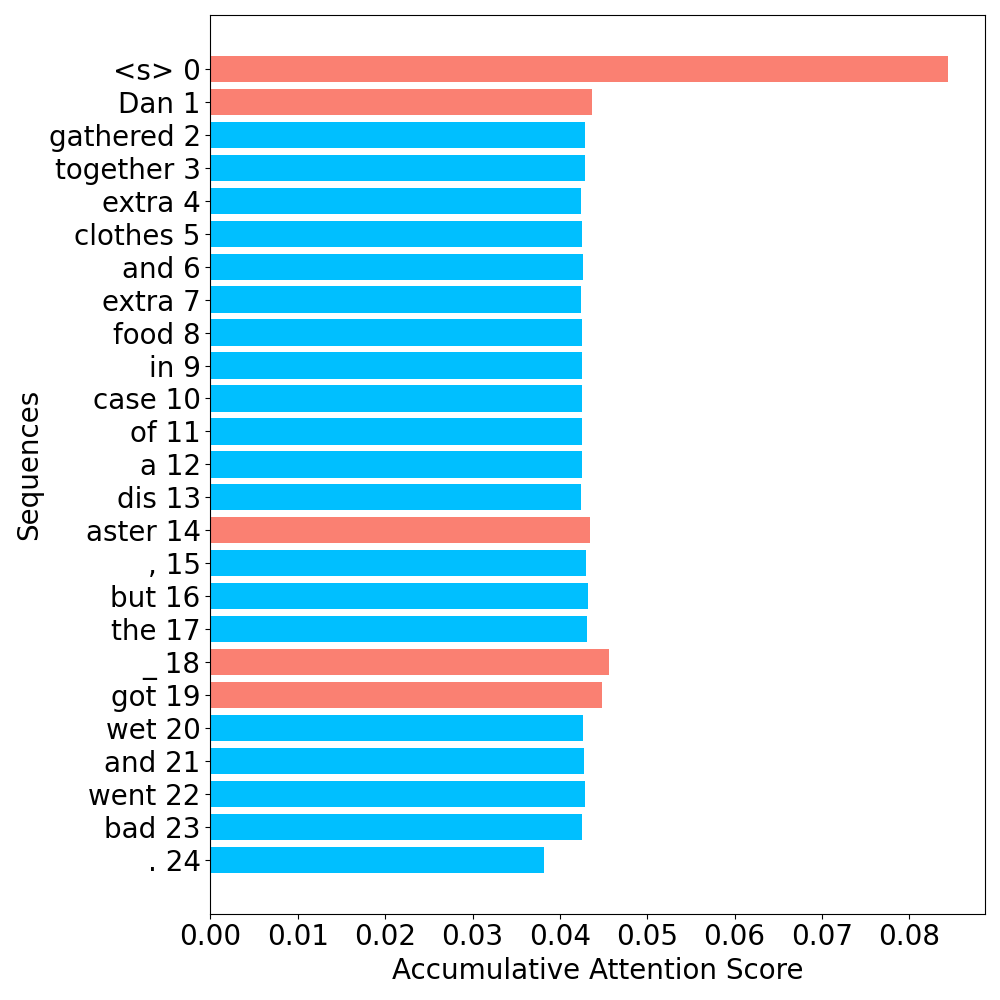 <s> 0
Dan 1
gathered 2
together 3
extra 4
clothes 5
and 6
extra 7
food 8
in 9
case 10
of 11
a 12
dis 13
aster 14
, 15
but 16
the 17
_ 18
got 19
wet 20
and 21
went 22
bad 23
. 24
Sequences
0.00 0.01 0.02 0.03 0.04 0.05 0.06 0.07 0.08
Accumulative Attention Score